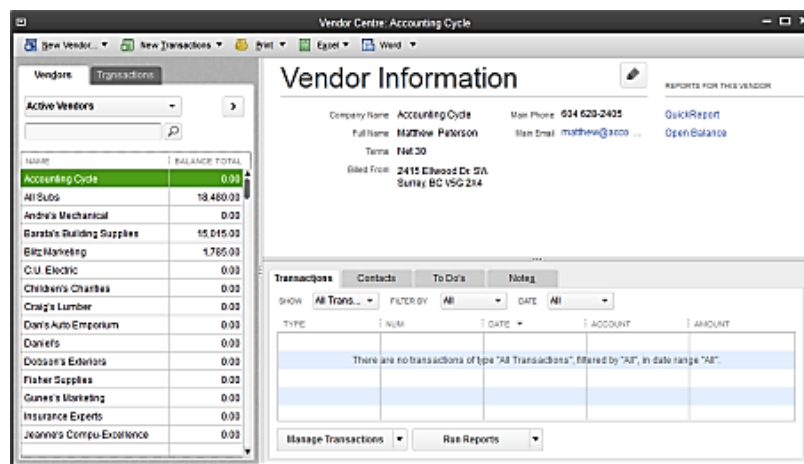 Vendor Centre: Accounting Cycle
New Vendor... New Transactions Print Excel Word
Vendors Transactions
Active Vendors
NAME BALANCE TOTAL
Accounting Cycle 0.00
All Subs 18,480.00
Andre's Mechanical 0.00
Barata's Building Supplies 15,015.00
Blitz Marketing 1,785.00
C.U. Electric 0.00
Children's Charities 0.00
Craig's Lumber 0.00
Dan's Auto Emporium 0.00
Daniel's 0.00
Dobson's Exteriors 0.00
Fisher Supplies 0.00
Gunes's Marketing 0.00
Insurance Experts 0.00
Jeanne's Compu-Excellence 0.00
Vendor Information
REPORTS FOR THIS VENDOR
Company Name Accounting Cycle
Full Name Matthew Peterson
Terms Net 30
Billed From 2415 Ellwood Dr. SW.
Surray, BC V5G 2X4
Main Phone 604 628-2405
Main Email matthew@acco ...
QuickReport
Open Balance
Transactions Contacts To Do's Notes
SHOW All Trans... FILTER BY All DATE All
TYPE NUM DATE ACCOUNT AMOUNT
There are no transactions of type "All Transactions", filtered by "All", in date range "All".
Manage Transactions Run Reports